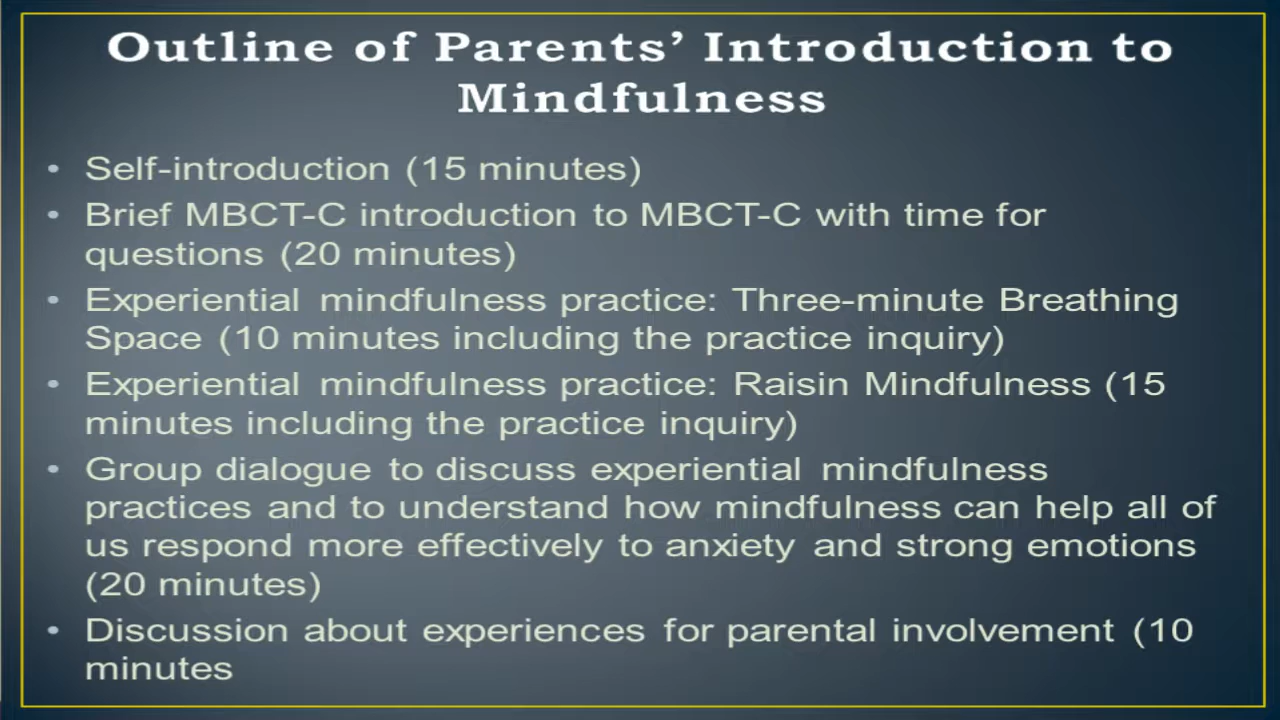 Outline of Parents’ Introduction to
Mindfulness
• Self-introduction (15 minutes)
• Brief MBCT-C introduction to MBCT-C with time for
questions (20 minutes)
• Experiential mindfulness practice: Three-minute Breathing
Space (10 minutes including the practice inquiry)
• Experiential mindfulness practice: Raisin Mindfulness (15
minutes including the practice inquiry)
• Group dialogue to discuss experiential mindfulness
practices and to understand how mindfulness can help all of
us respond more effectively to anxiety and strong emotions
(20 minutes)
• Discussion about experiences for parental involvement (10
minutes